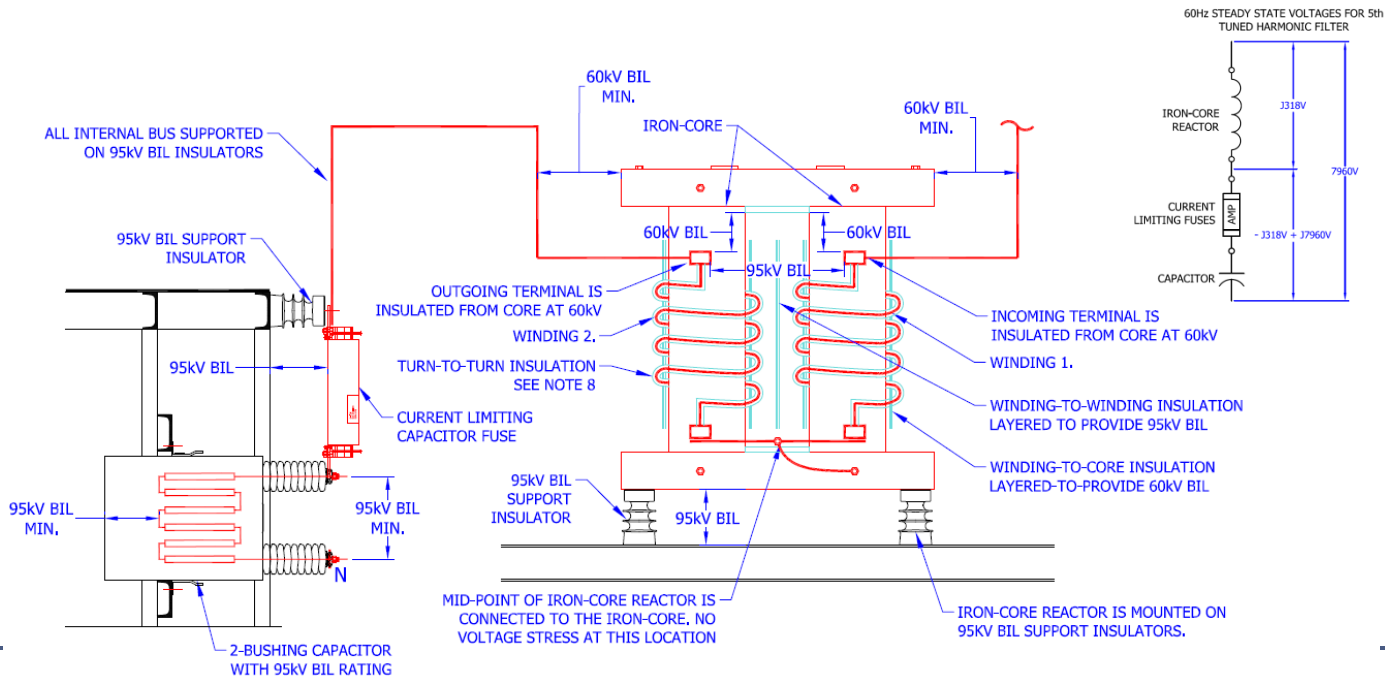 60Hz STEADY STATE VOLTAGES FOR 5th
TUNED HARMONIC FILTER
IRON-CORE
REACTOR
J318V
7960V
CURRENT
LIMITING FUSES
AMP
- J318V + J7960V
CAPACITOR
60kV BIL
MIN.
60kV BIL
MIN.
IRON-CORE
ALL INTERNAL BUS SUPPORTED
ON 95kV BIL INSULATORS
95kV BIL SUPPORT
INSULATOR
60kV BIL
60kV BIL
95kV BIL
OUTGOING TERMINAL IS
INSULATED FROM CORE AT 60kV
INCOMING TERMINAL IS
INSULATED FROM CORE AT 60kV
WINDING 2.
WINDING 1.
95kV BIL
TURN-TO-TURN INSULATION
SEE NOTE 8
CURRENT LIMITING
CAPACITOR FUSE
WINDING-TO-WINDING INSULATION
LAYERED TO PROVIDE 95kV BIL
WINDING-TO-CORE INSULATION
LAYERED-TO-PROVIDE 60kV BIL
95kV BIL
MIN.
95kV BIL
MIN.
95kV BIL
SUPPORT
INSULATOR
95kV BIL
N
MID-POINT OF IRON-CORE REACTOR IS
CONNECTED TO THE IRON-CORE. NO
VOLTAGE STRESS AT THIS LOCATION
IRON-CORE REACTOR IS MOUNTED ON
95KV BIL SUPPORT INSULATORS.
2-BUSHING CAPACITOR
WITH 95kV BIL RATING